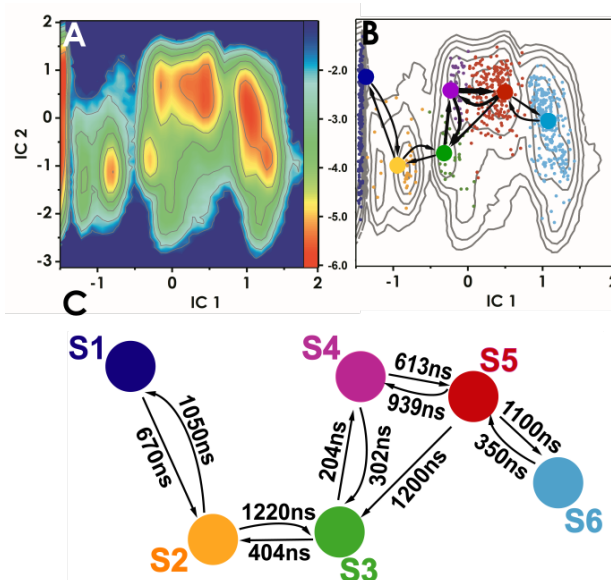 A
B
2
1
0
-1
-2
-3
IC 2
-1
0
1
2
IC 1
-2.0
-3.0
-4.0
-5.0
-6.0
-1
0
1
2
IC 1
C
S1
S4
S5
613ns
939ns
1050ns
670ns
204ns
302ns
1200ns
1100ns
350ns
S6
1220ns
404ns
S2
S3